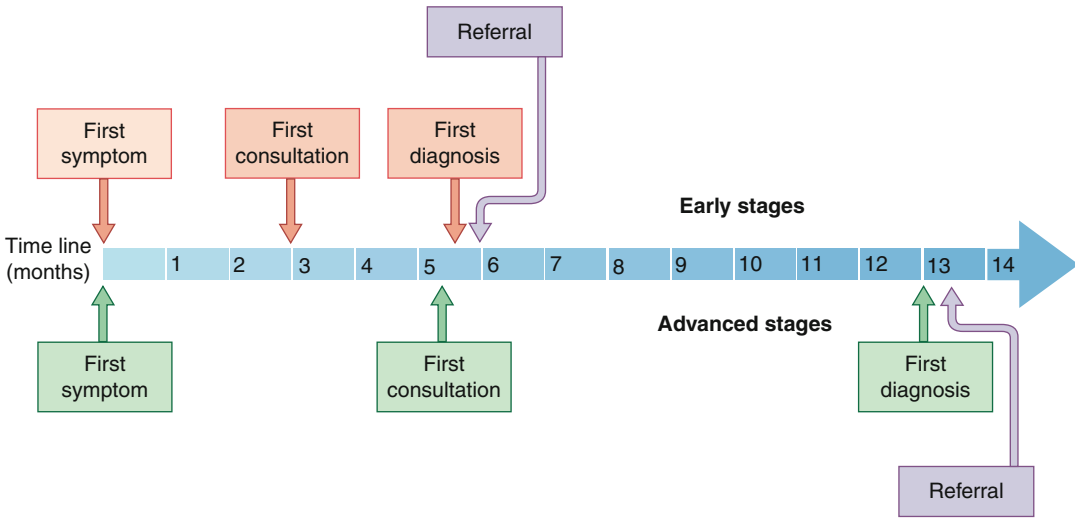 Referral
First
symptom
First
consultation
First
diagnosis
Early stages
Time line
(months)
1 2 3 4 5 6 7 8 9 10 11 12 13 14
Advanced stages
First
symptom
First
consultation
First
diagnosis
Referral